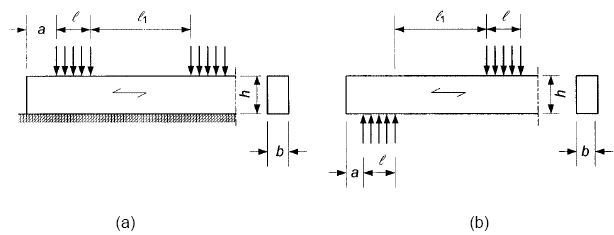 a ℓ ℓ₁ ℓ₁ ℓ
h h
b a ℓ b
(a) (b)